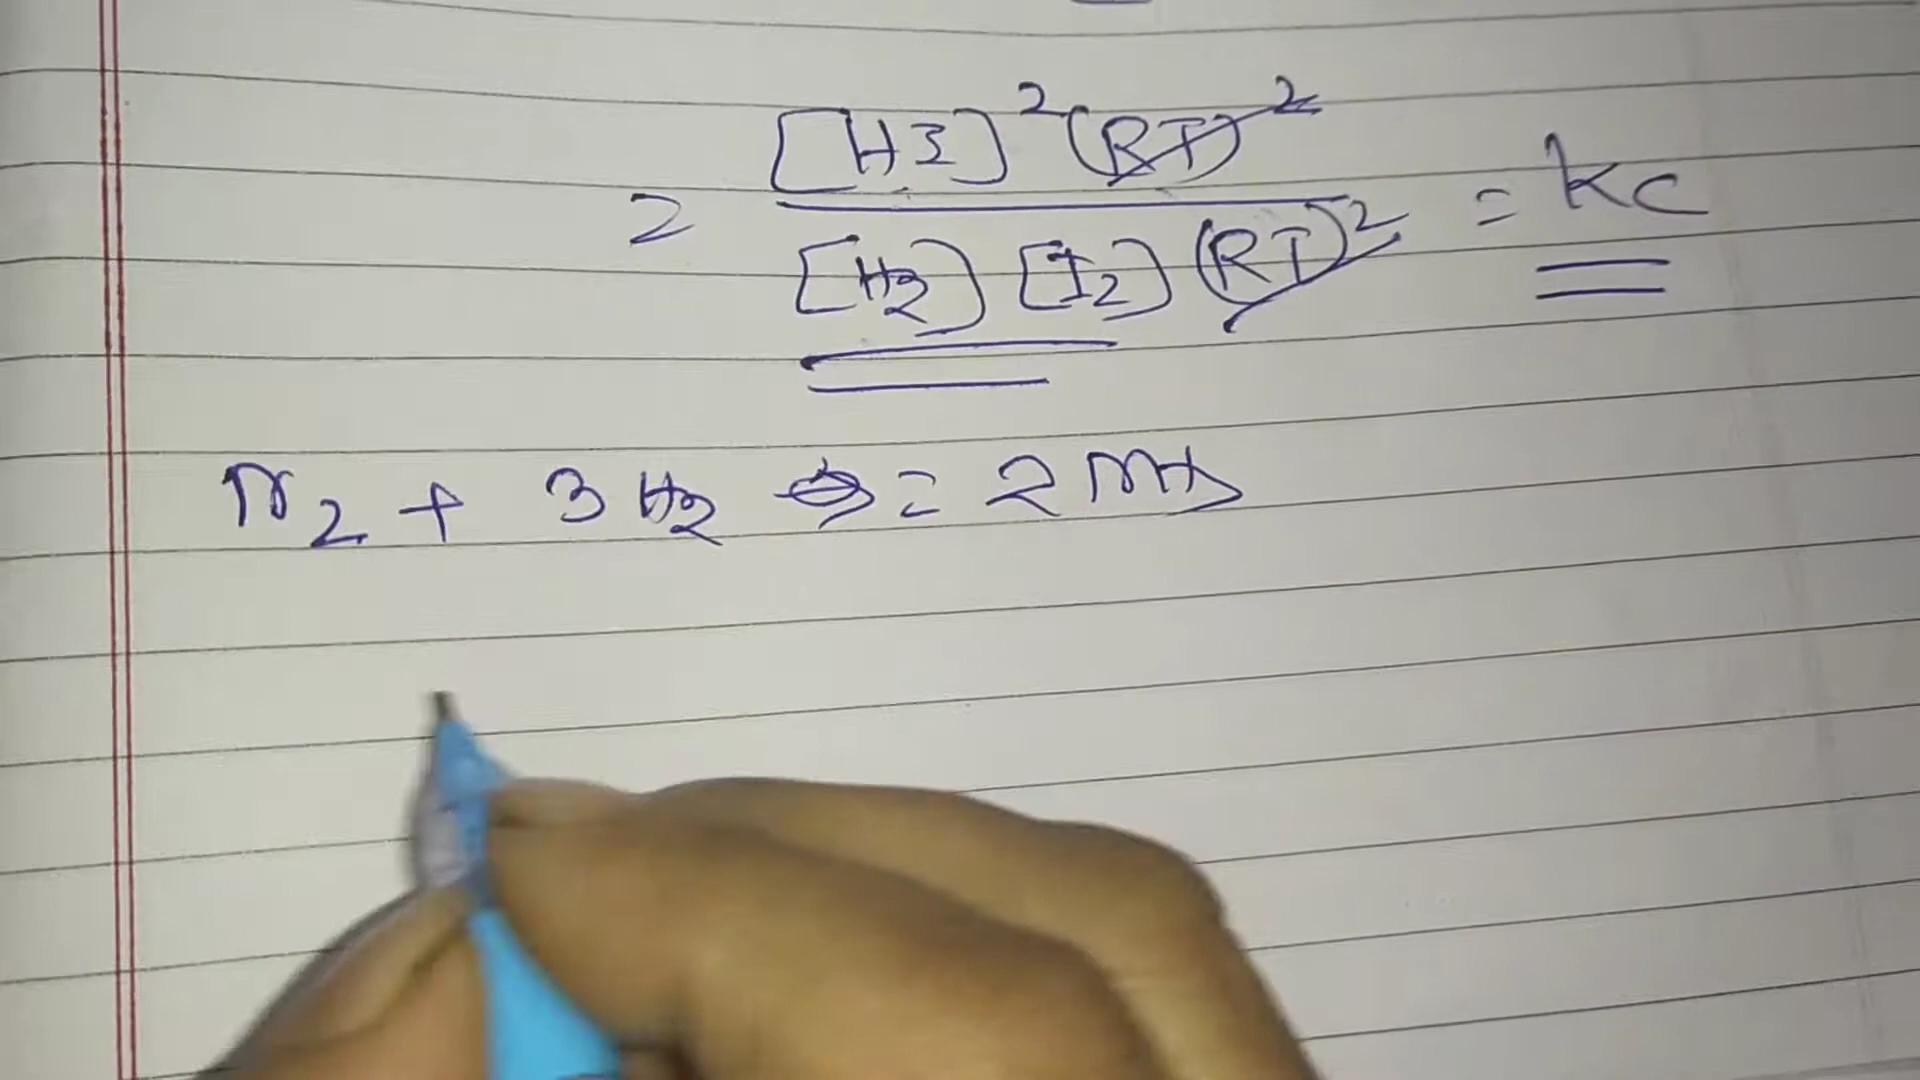 = [HI]² (RT)² / [H2] [I2] (RT)² = Kc
N2 + 3H2 ⇌ = 2NH3